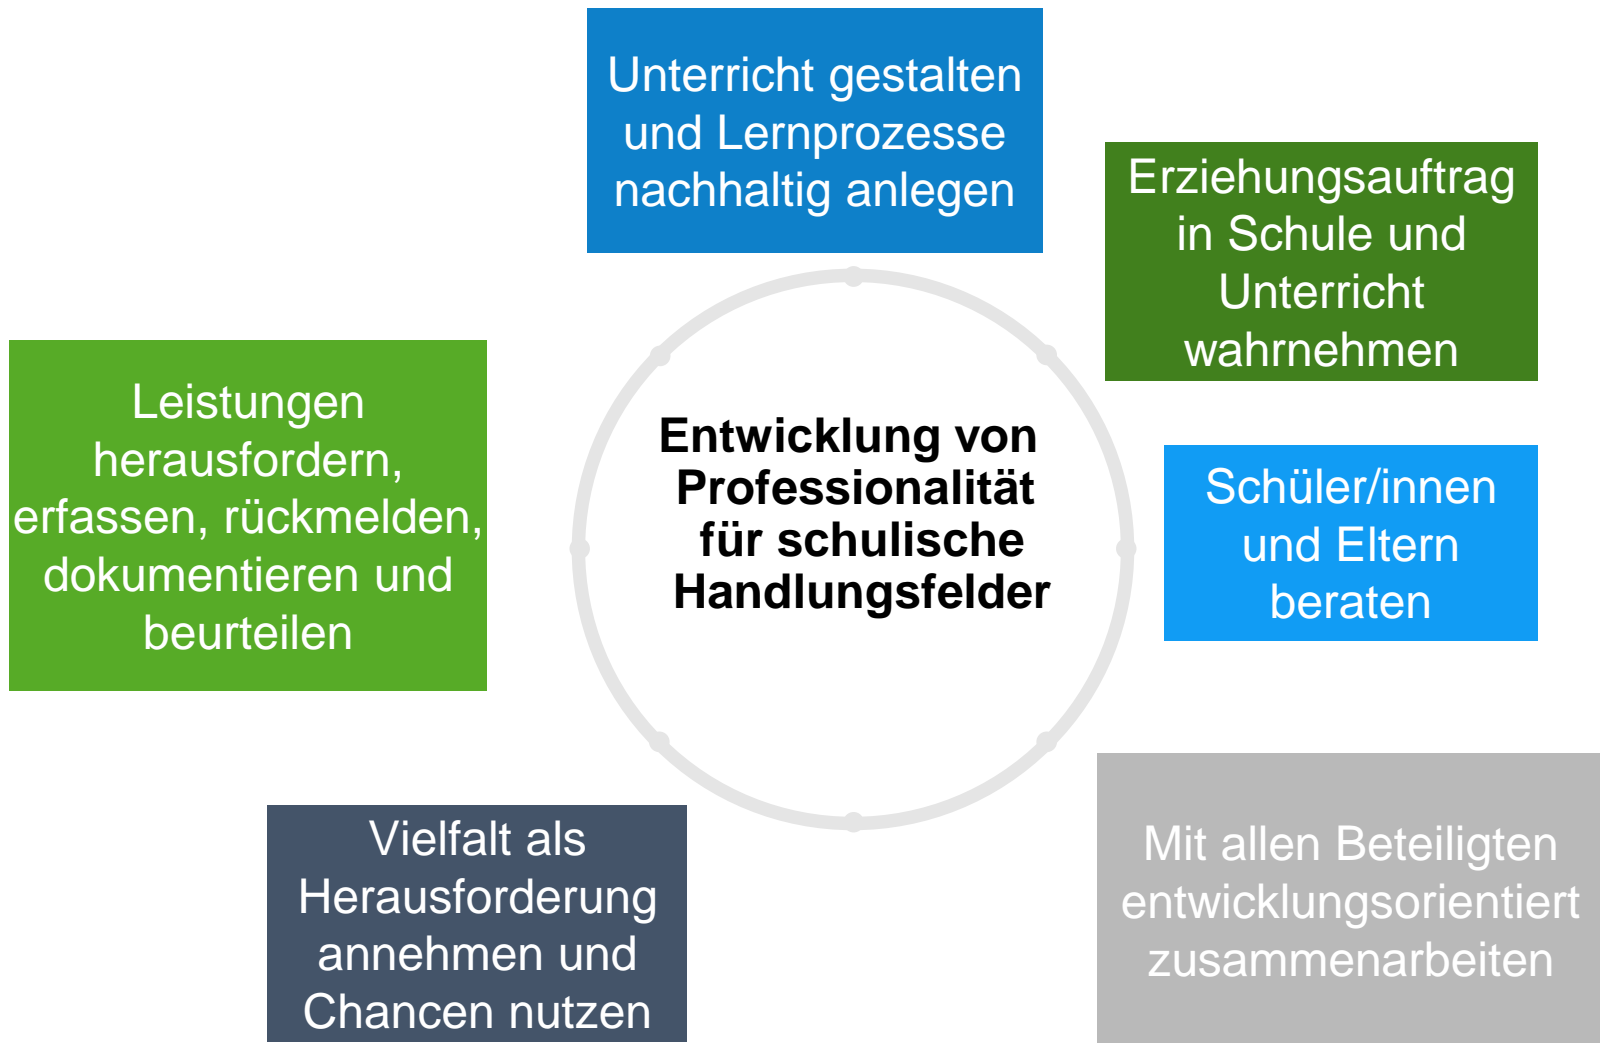 Unterricht gestalten
und Lernprozesse
nachhaltig anlegen
Erziehungsauftrag
in Schule und
Unterricht
wahrnehmen
Leistungen
herausfordern,
erfassen, rückmelden,
dokumentieren und
beurteilen
Entwicklung von
Professionalität
für schulische
Handlungsfelder
Schüler/innen
und Eltern
beraten
Vielfalt als
Herausforderung
annehmen und
Chancen nutzen
Mit allen Beteiligten
entwicklungsorientiert
zusammenarbeiten